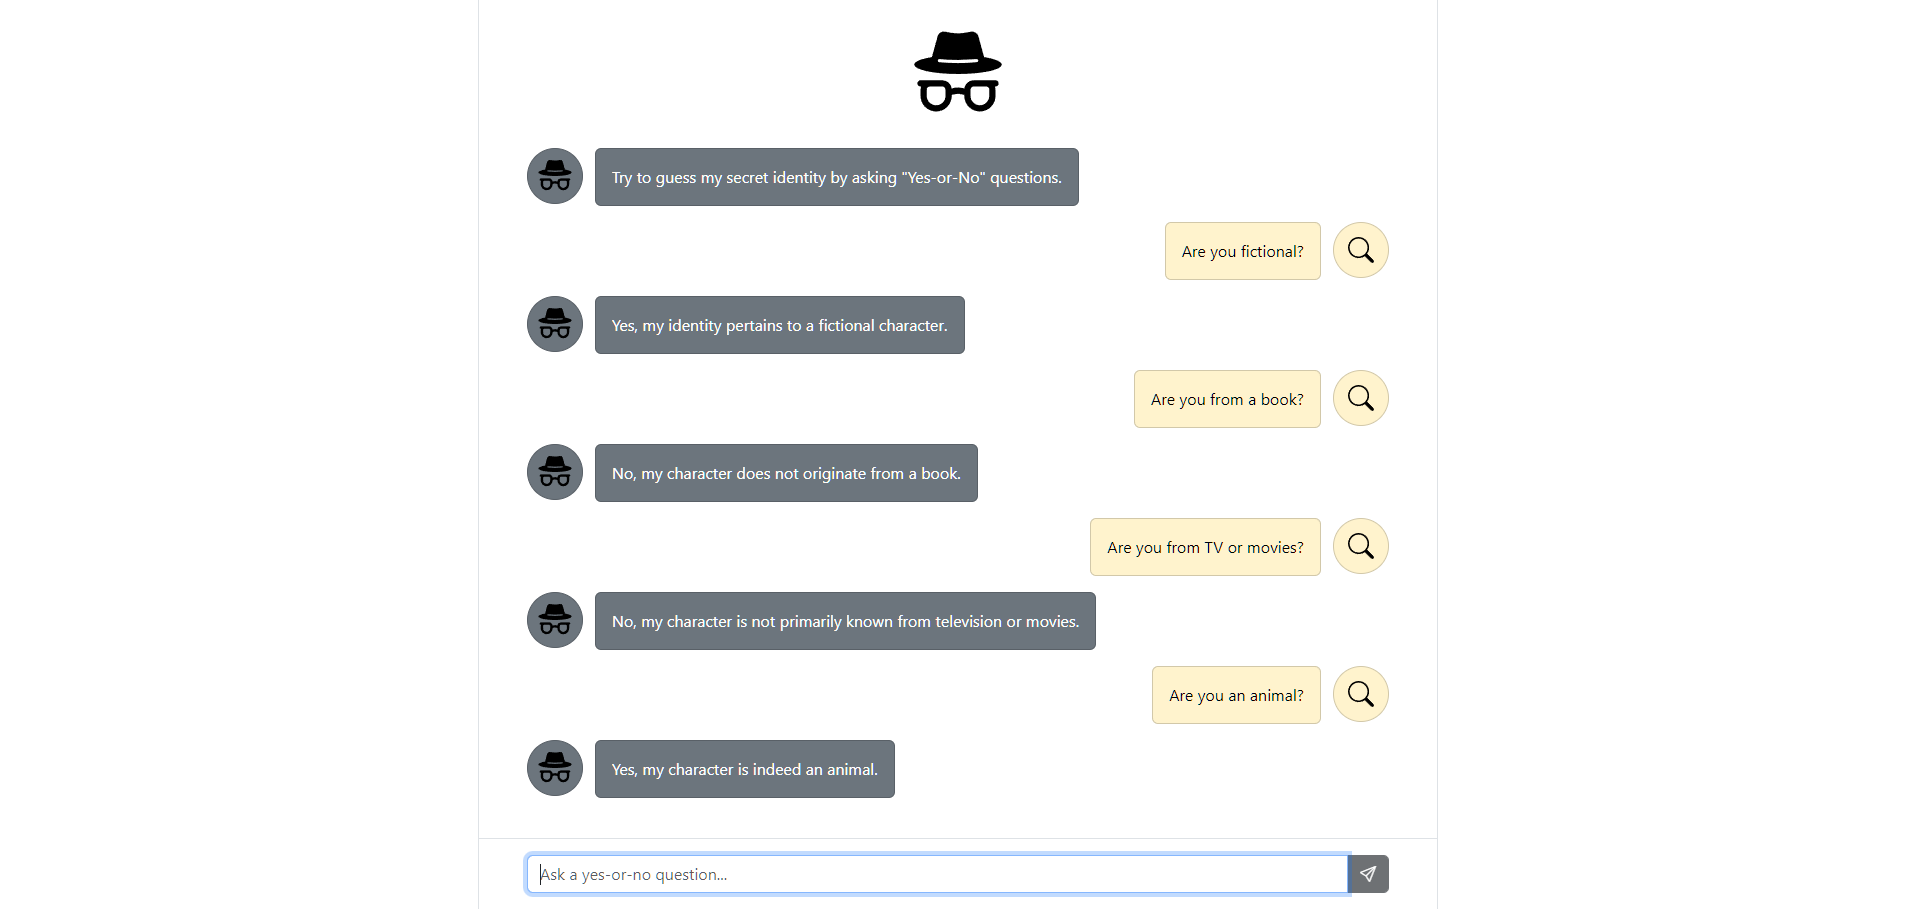 Try to guess my secret identity by asking "Yes-or-No" questions.
Are you fictional?
Yes, my identity pertains to a fictional character.
Are you from a book?
No, my character does not originate from a book.
Are you from TV or movies?
No, my character is not primarily known from television or movies.
Are you an animal?
Yes, my character is indeed an animal.
Ask a yes-or-no question...